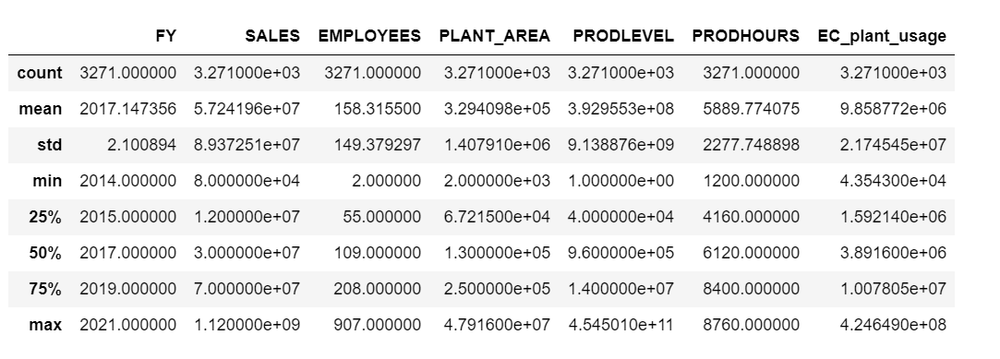 FY SALES EMPLOYEES PLANT_AREA PRODLEVEL PRODHOURS EC_plant_usage
count 3271.000000 3.271000e+03 3271.000000 3.271000e+03 3.271000e+03 3271.000000 3.271000e+03
mean 2017.147356 5.724196e+07 158.315500 3.294098e+05 3.929553e+08 5889.774075 9.858772e+06
std 2.100894 8.937251e+07 149.379297 1.407910e+06 9.138876e+09 2277.748898 2.174545e+07
min 2014.000000 8.000000e+04 2.000000 2.000000e+03 1.000000e+00 1200.000000 4.354300e+04
25% 2015.000000 1.200000e+07 55.000000 6.721500e+04 4.000000e+04 4160.000000 1.592140e+06
50% 2017.000000 3.000000e+07 109.000000 1.300000e+05 9.600000e+05 6120.000000 3.891600e+06
75% 2019.000000 7.000000e+07 208.000000 2.500000e+05 1.400000e+07 8400.000000 1.007805e+07
max 2021.000000 1.120000e+09 907.000000 4.791600e+07 4.545010e+11 8760.000000 4.246490e+08